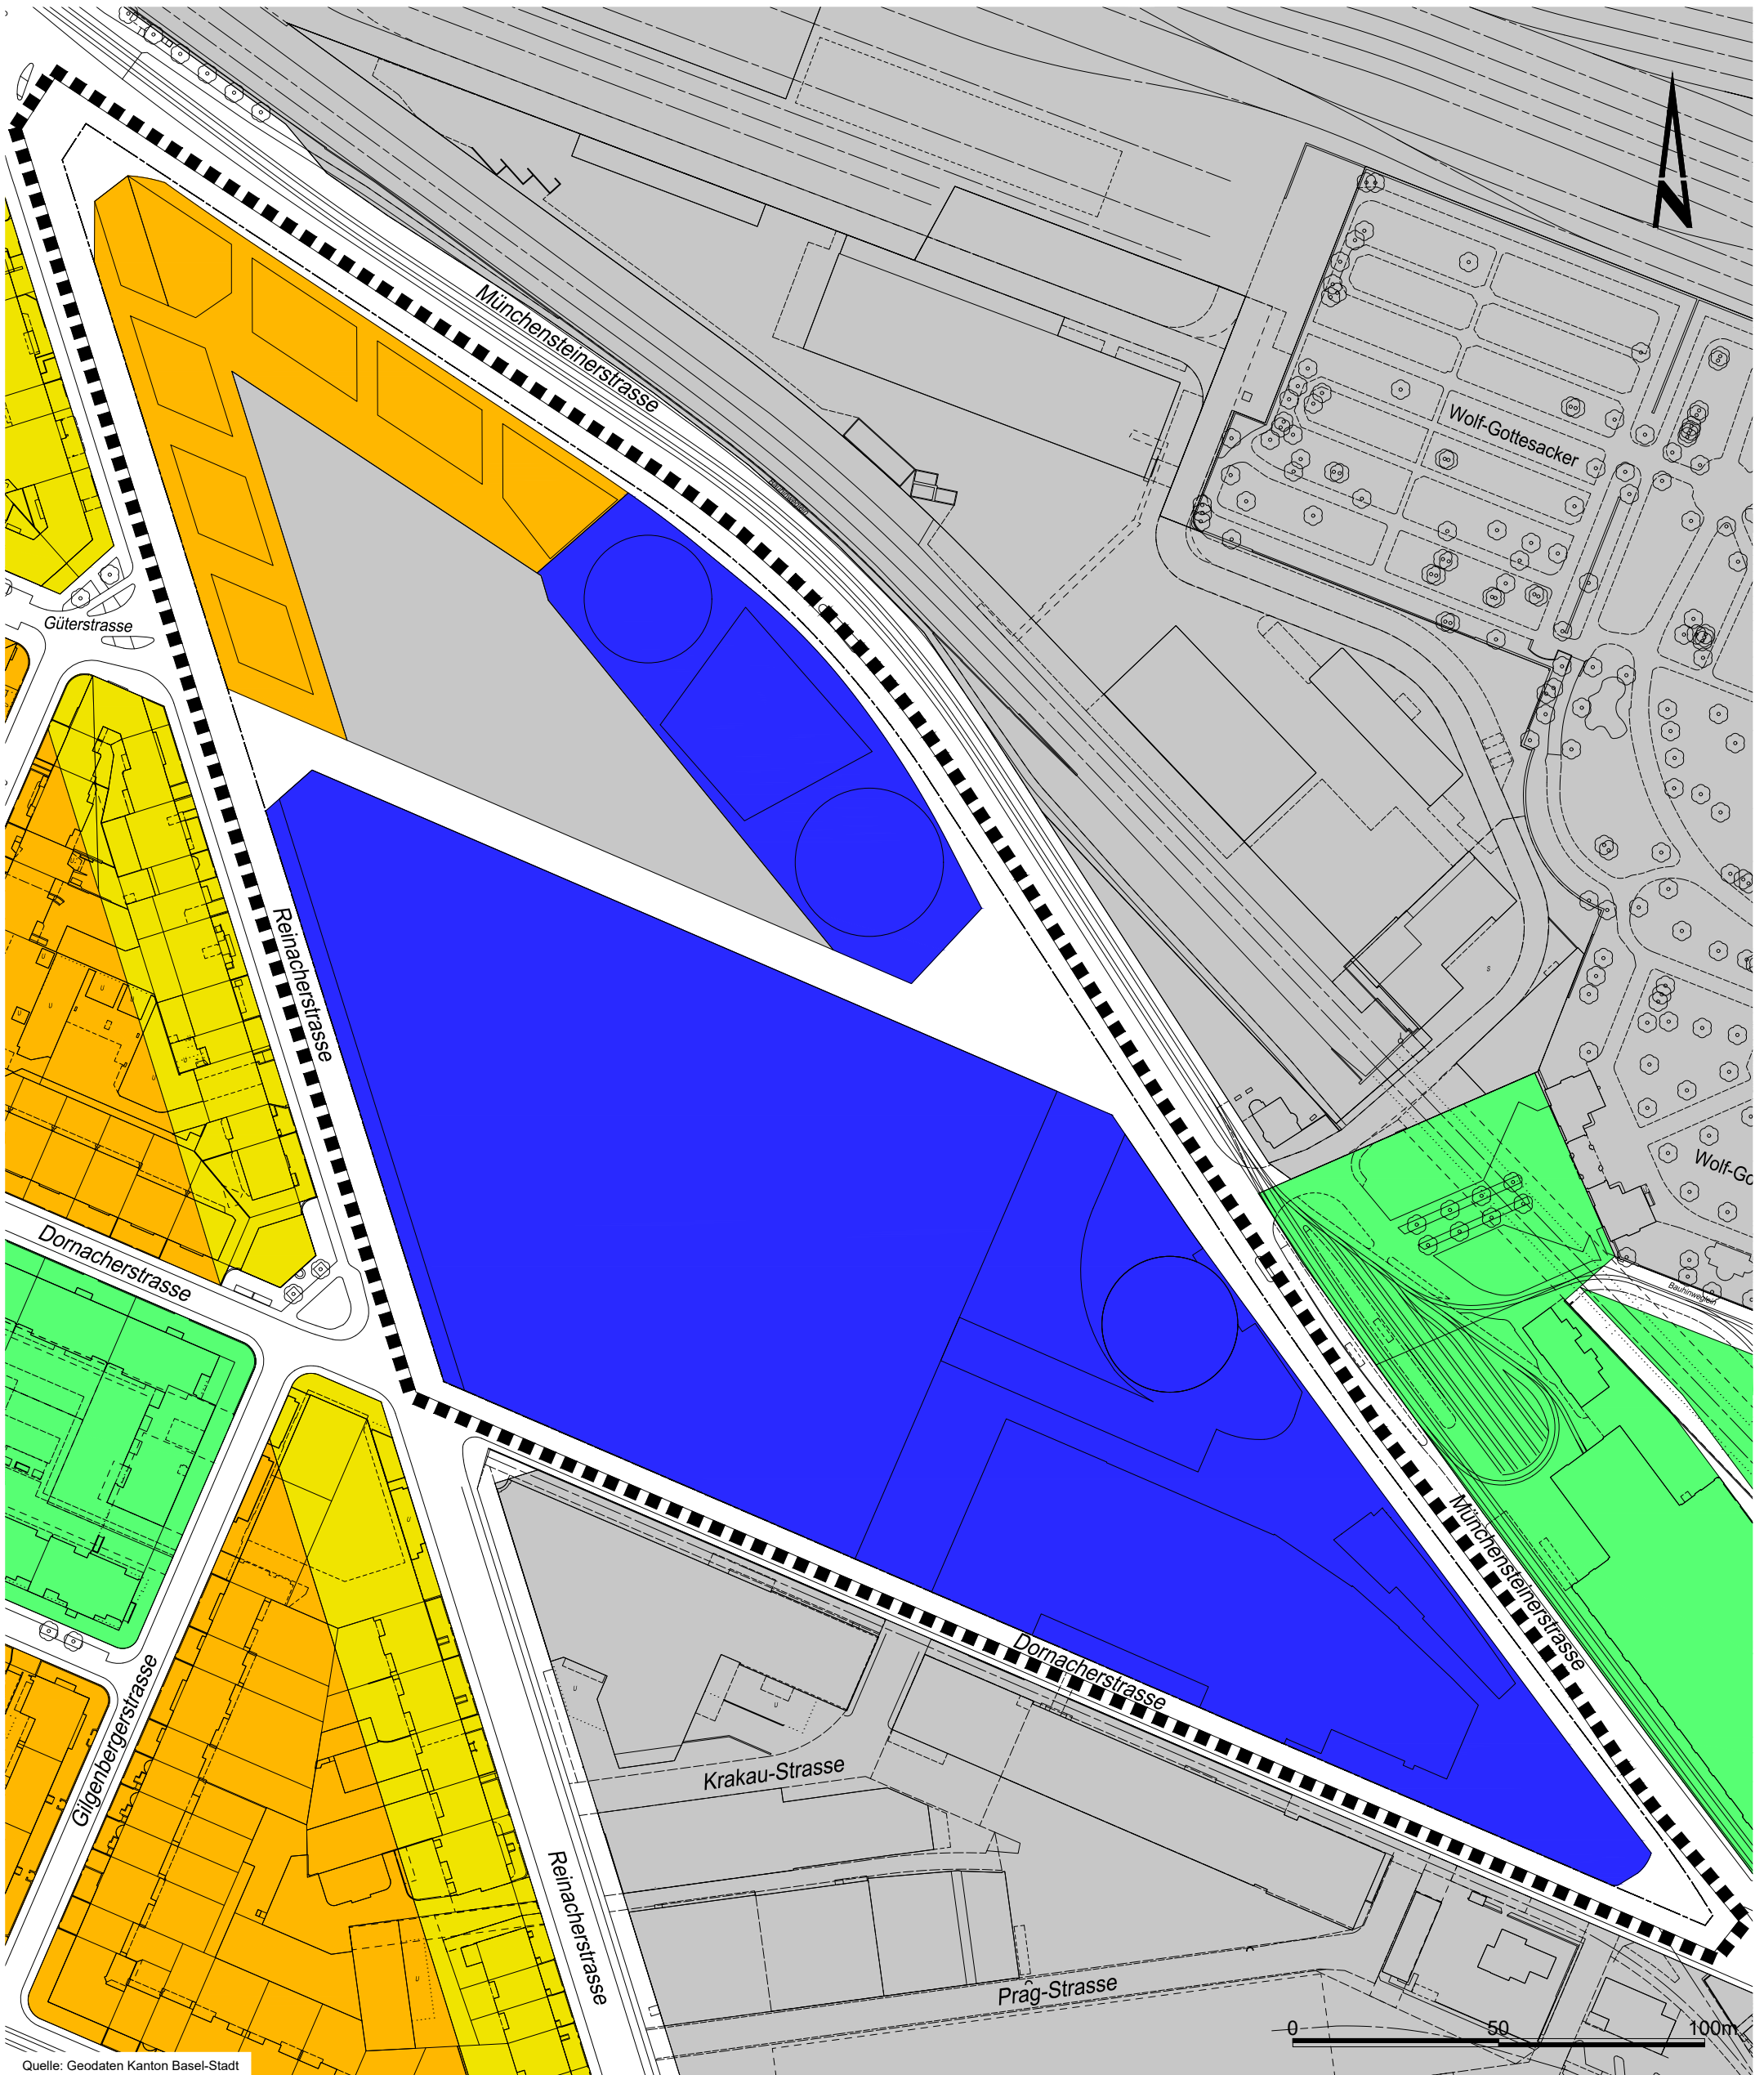 N
Münchensteinerstrasse
Wolf-Gottesacker
Güterstrasse
Reinacherstrasse
Wolf-Go
Dornacherstrasse
Bauhinweglein
Münchensteinerstrasse
Dornacherstrasse
Gilgenbergerstrasse
Krakau-Strasse
Reinacherstrasse
Prag-Strasse
0 50 100m
Quelle: Geodaten Kanton Basel-Stadt